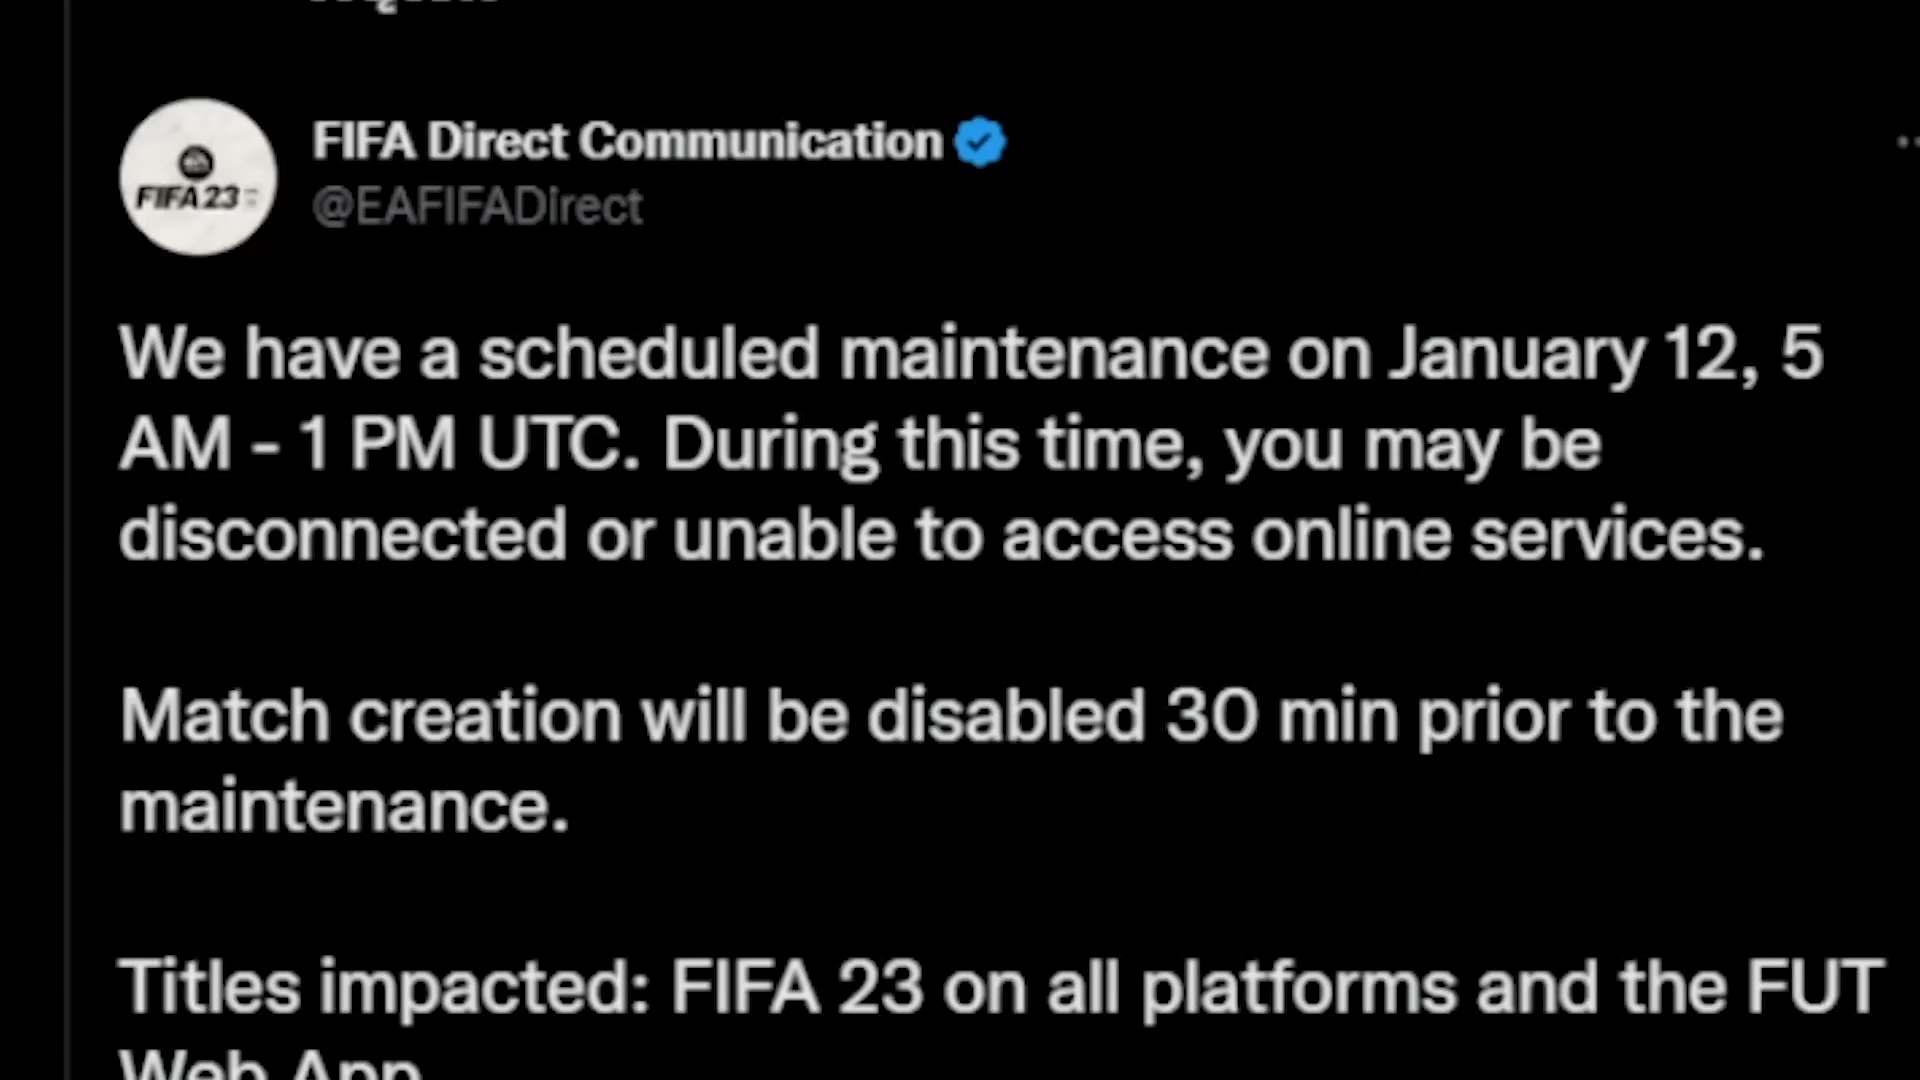 FIFA Direct Communication
@EAFIFADirect
FIFA 23
We have a scheduled maintenance on January 12, 5
AM - 1 PM UTC. During this time, you may be
disconnected or unable to access online services.
Match creation will be disabled 30 min prior to the
maintenance.
Titles impacted: FIFA 23 on all platforms and the FUT
Web App